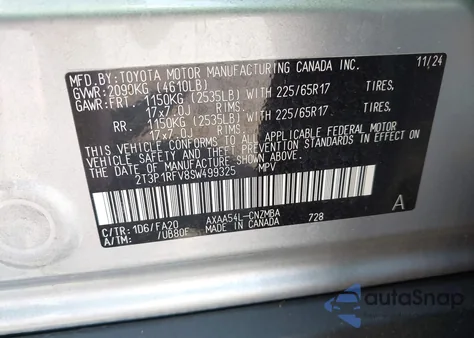 MFD.BY:TOYOTA MOTOR MANUFACTURING CANADA INC. 11/24
GVWR:2090KG (4610LB)
GAWR:FRT. 1150KG (2535LB) WITH 225/65R17 TIRES,
17x7.0J RIMS.
RR. 1150KG (2535LB) WITH 225/65R17 TIRES,
17x7.0J RIMS.
THIS VEHICLE CONFORMS TO ALL APPLICABLE FEDERAL MOTOR
VEHICLE SAFETY AND BUMPER STANDARDS IN EFFECT ON
THE DATE OF MANUFACTURE SHOWN ABOVE.
2T3P1RFV8SW499325 MPV
C/TR:1D6/FA20 AXAA54L-CNZMBA 728 A
A/TM: /UB80F MADE IN CANADA
autoSnap